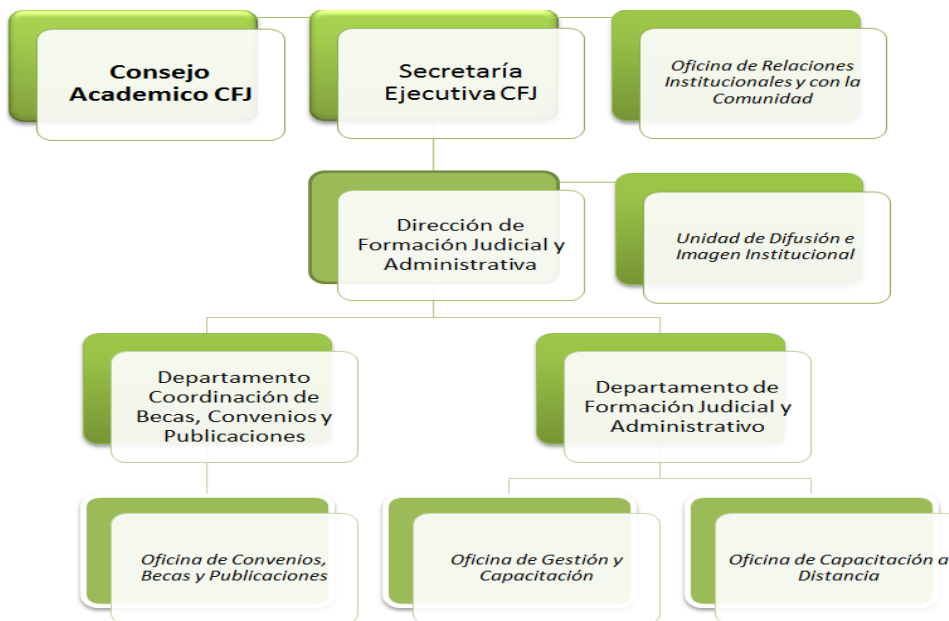 Consejo
Academico CFJ
Secretaría
Ejecutiva CFJ
Oficina de Relaciones
Institucionales y con la
Comunidad
Dirección de
Formación Judicial y
Administrativa
Unidad de Difusión e
Imagen Institucional
Departamento
Coordinación de
Becas, Convenios y
Publicaciones
Departamento de
Formación Judicial y
Administrativo
Oficina de Convenios,
Becas y Publicaciones
Oficina de Gestión y
Capacitación
Oficina de Capacitación a
Distancia